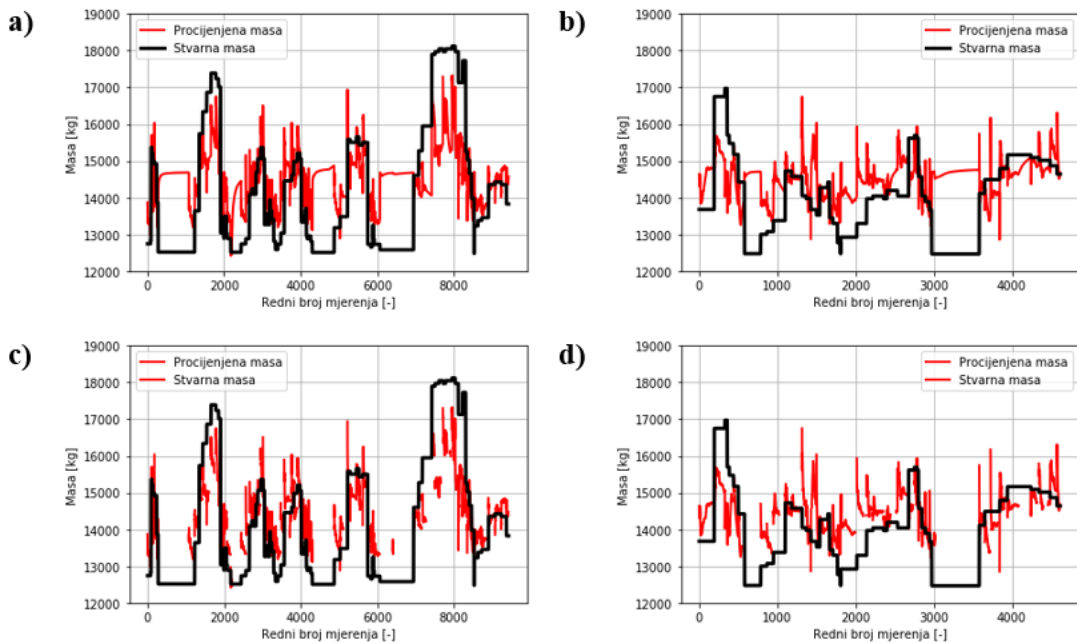 a)
19000
18000
17000
16000
15000
14000
13000
12000
Masa [kg]
Procijenjena masa
Stvarna masa
0
2000
4000
6000
8000
Redni broj mjerenja [-]
b)
19000
18000
17000
16000
15000
14000
13000
12000
Masa [kg]
Procijenjena masa
Stvarna masa
0
1000
2000
3000
4000
Redni broj mjerenja [-]
c)
19000
18000
17000
16000
15000
14000
13000
12000
Masa [kg]
Procijenjena masa
Stvarna masa
0
2000
4000
6000
8000
Redni broj mjerenja [-]
d)
19000
18000
17000
16000
15000
14000
13000
12000
Masa [kg]
Procijenjena masa
Stvarna masa
0
1000
2000
3000
4000
Redni broj mjerenja [-]